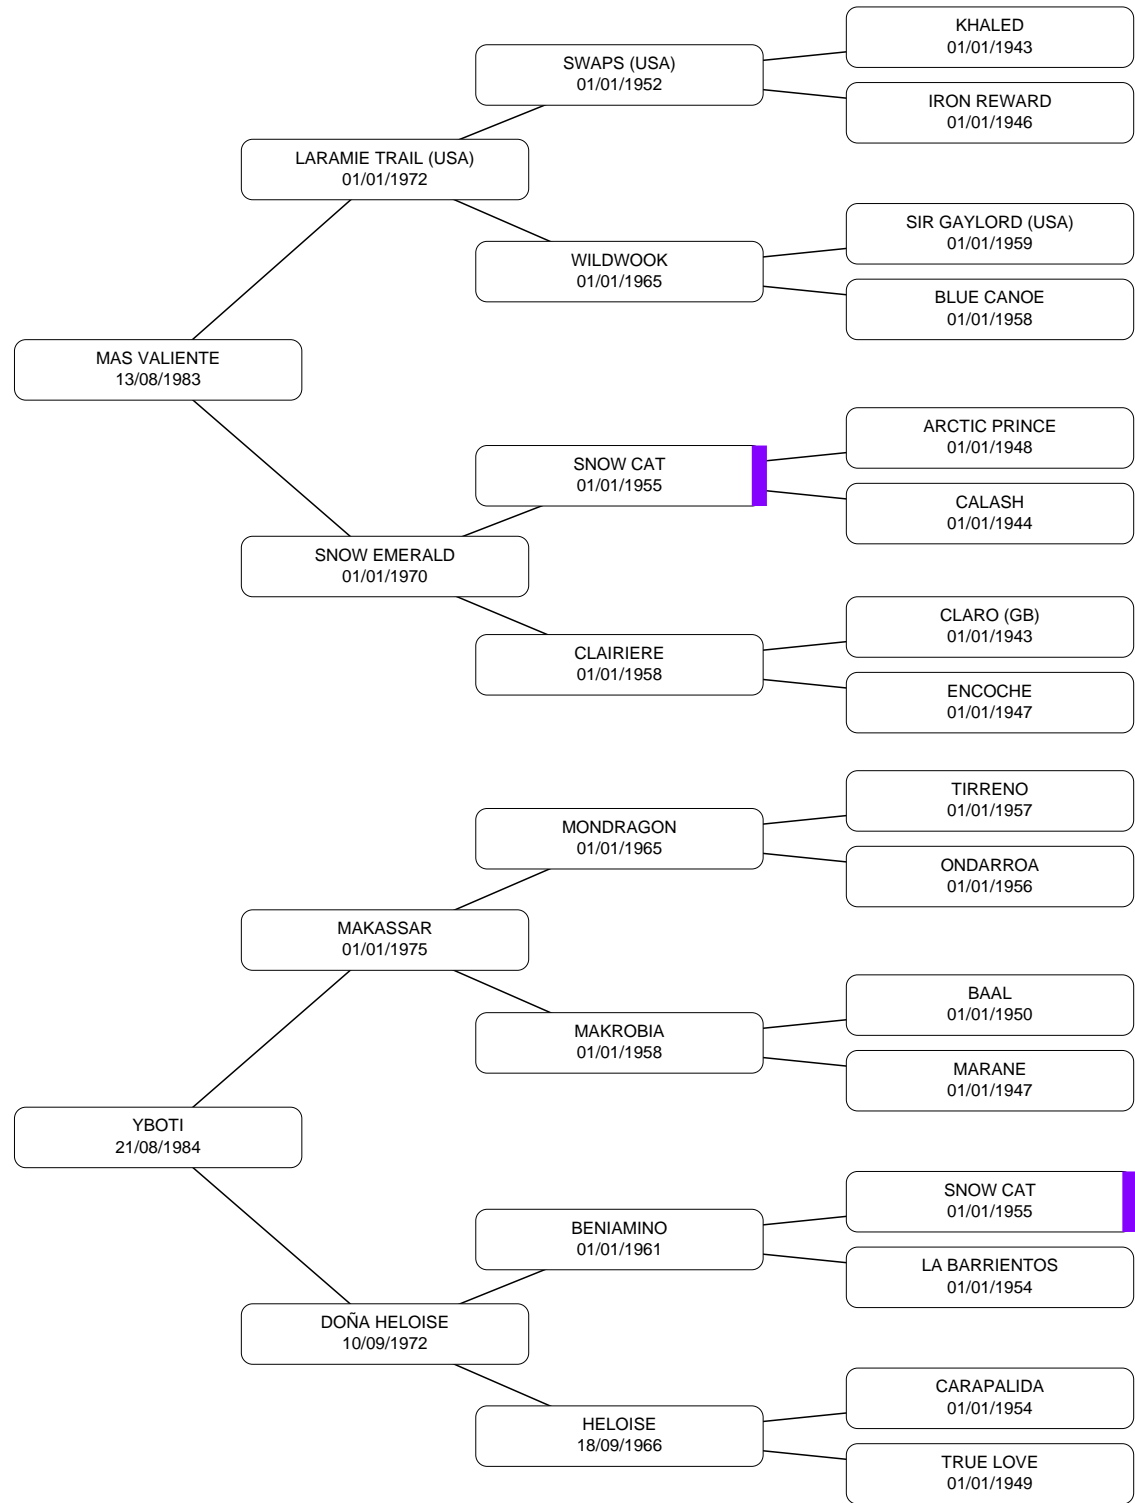 KHALED
01/01/1943
SWAPS (USA)
01/01/1952
IRON REWARD
01/01/1946
LARAMIE TRAIL (USA)
01/01/1972
SIR GAYLORD (USA)
01/01/1959
WILDWOOK
01/01/1965
BLUE CANOE
01/01/1958
MAS VALIENTE
13/08/1983
ARCTIC PRINCE
01/01/1948
SNOW CAT
01/01/1955
CALASH
01/01/1944
SNOW EMERALD
01/01/1970
CLARO (GB)
01/01/1943
CLAIRIERE
01/01/1958
ENCOCHE
01/01/1947
TIRRENO
01/01/1957
MONDRAGON
01/01/1965
ONDARROA
01/01/1956
MAKASSAR
01/01/1975
BAAL
01/01/1950
MAKROBIA
01/01/1958
MARANE
01/01/1947
YBOTI
21/08/1984
SNOW CAT
01/01/1955
BENIAMINO
01/01/1961
LA BARRIENTOS
01/01/1954
DOÑA HELOISE
10/09/1972
CARAPALIDA
01/01/1954
HELOISE
18/09/1966
TRUE LOVE
01/01/1949